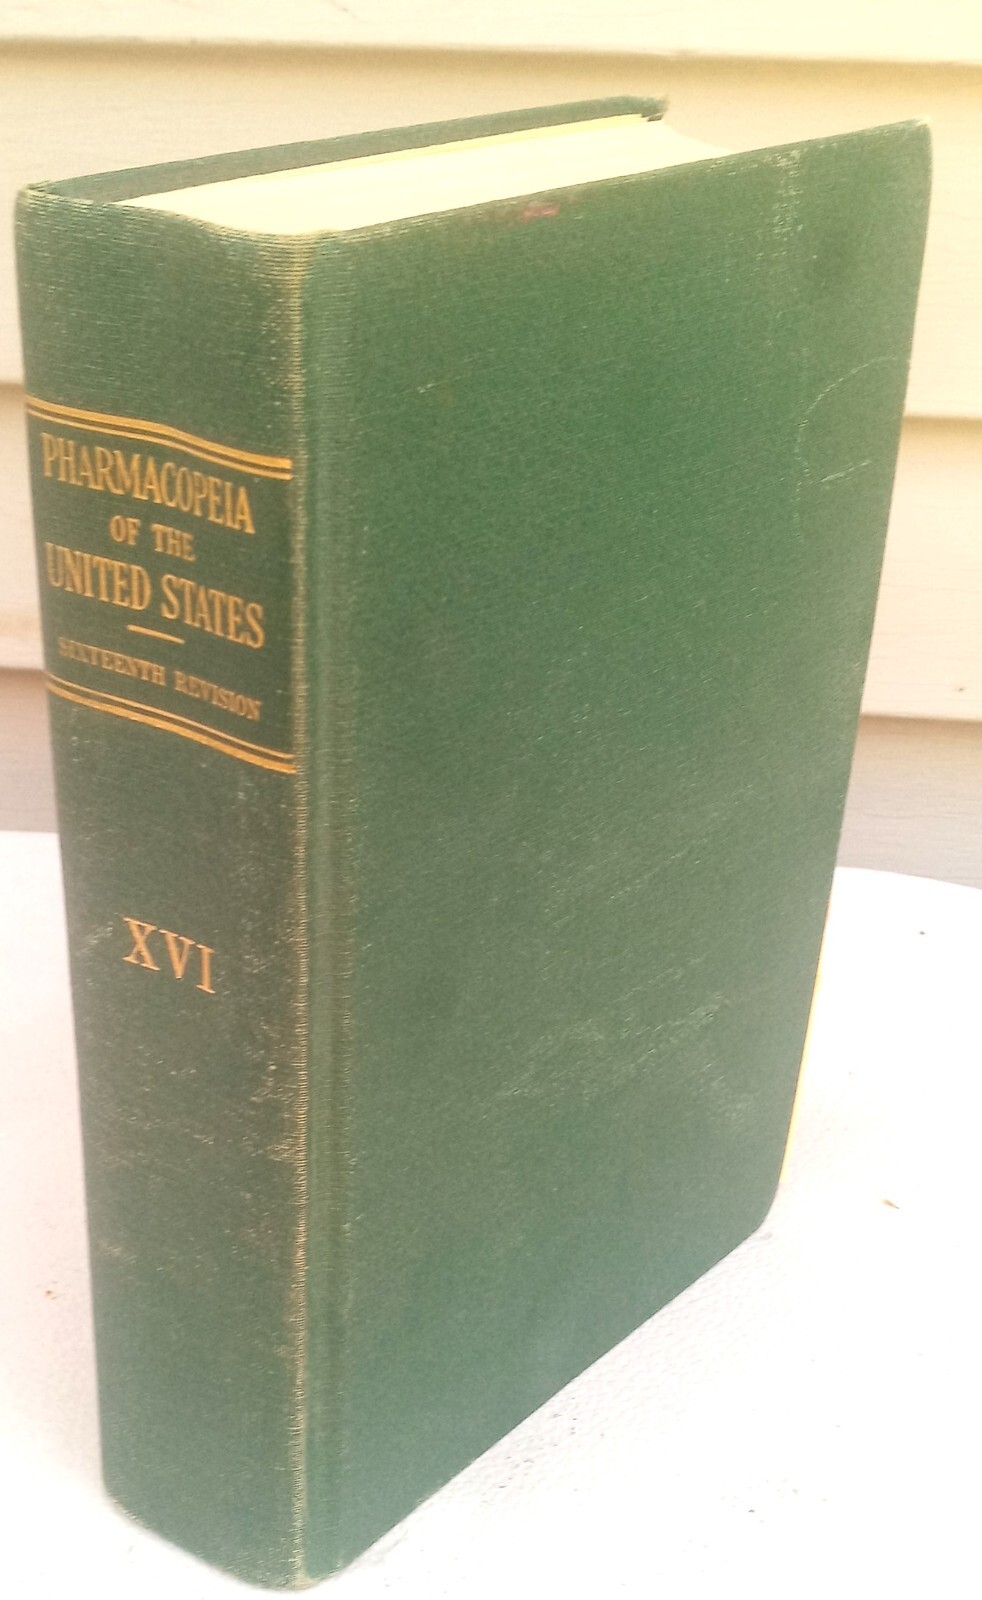 PHARMACOPEIA
OF THE
UNITED STATES
SIXTEENTH REVISION
XVI